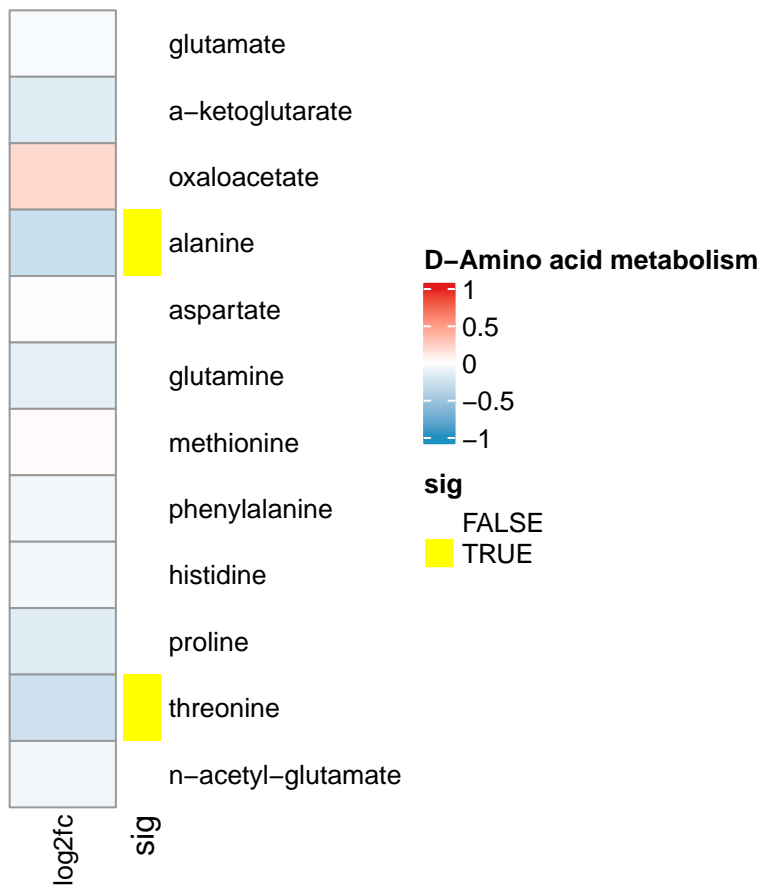 glutamate
a−ketoglutarate
oxaloacetate
alanine
aspartate
glutamine
methionine
phenylalanine
histidine
proline
threonine
n−acetyl−glutamate
log2fc
sig
D−Amino acid metabolism
1
0.5
0
−0.5
−1
sig
FALSE
TRUE